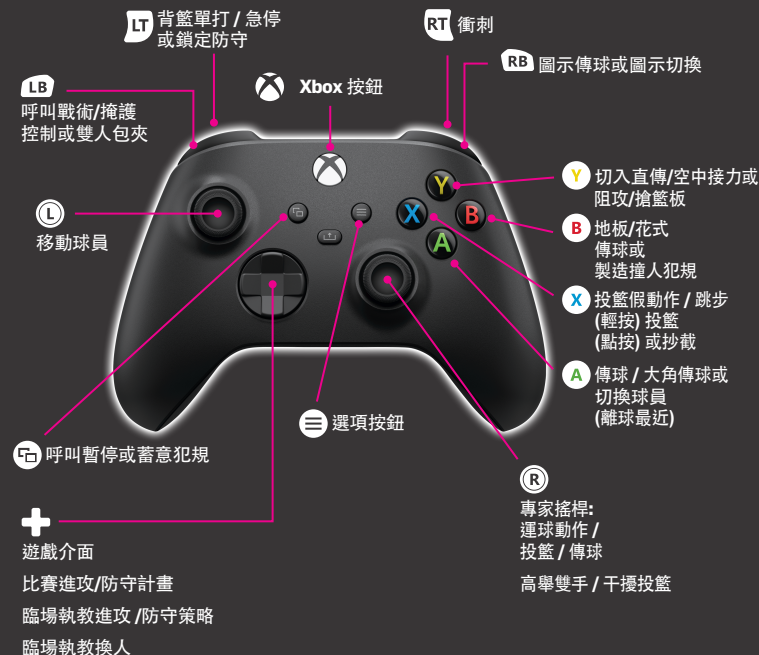 LT 背籃單打 / 急停
或鎖定防守
RT 衝刺
RB 圖示傳球或圖示切換
LB
呼叫戰術/掩護
控制或雙人包夾
Xbox 按鈕
Y 切入直傳/空中接力或
阻攻/搶籃板
B 地板/花式
傳球或
製造撞人犯規
X 投籃假動作 / 跳步
(輕按) 投籃
(點按) 或抄截
A 傳球 / 大角傳球或
切換球員
(離球最近)
L
移動球員
Y
X
B
A
選項按鈕
呼叫暫停或蓄意犯規
R
專家搖桿:
運球動作 /
投籃 / 傳球
高舉雙手 / 干擾投籃
遊戲介面
比賽進攻/防守計畫
臨場執教進攻 /防守策略
臨場執教換人